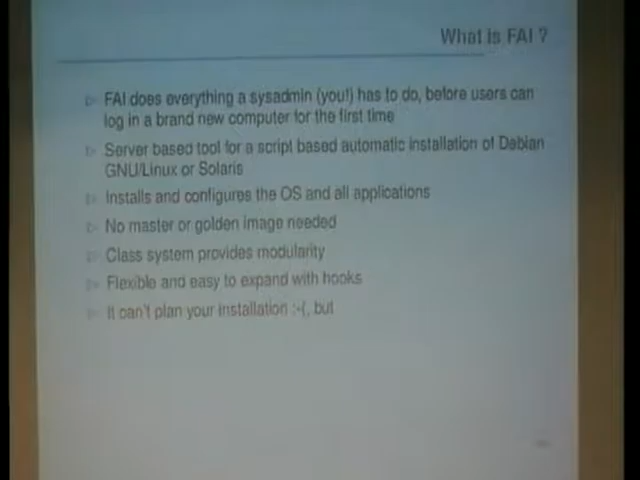 What is FAI ?
FAI does everything a sysadmin (you!) has to do, before users can
log in a brand new computer for the first time
Server based tool for a script based automatic installation of Debian
GNU/Linux or Solaris
Installs and configures the OS and all applications
No master or golden image needed
Class system provides modularity
Flexible and easy to expand with hooks
It can't plan your installation :-(, but